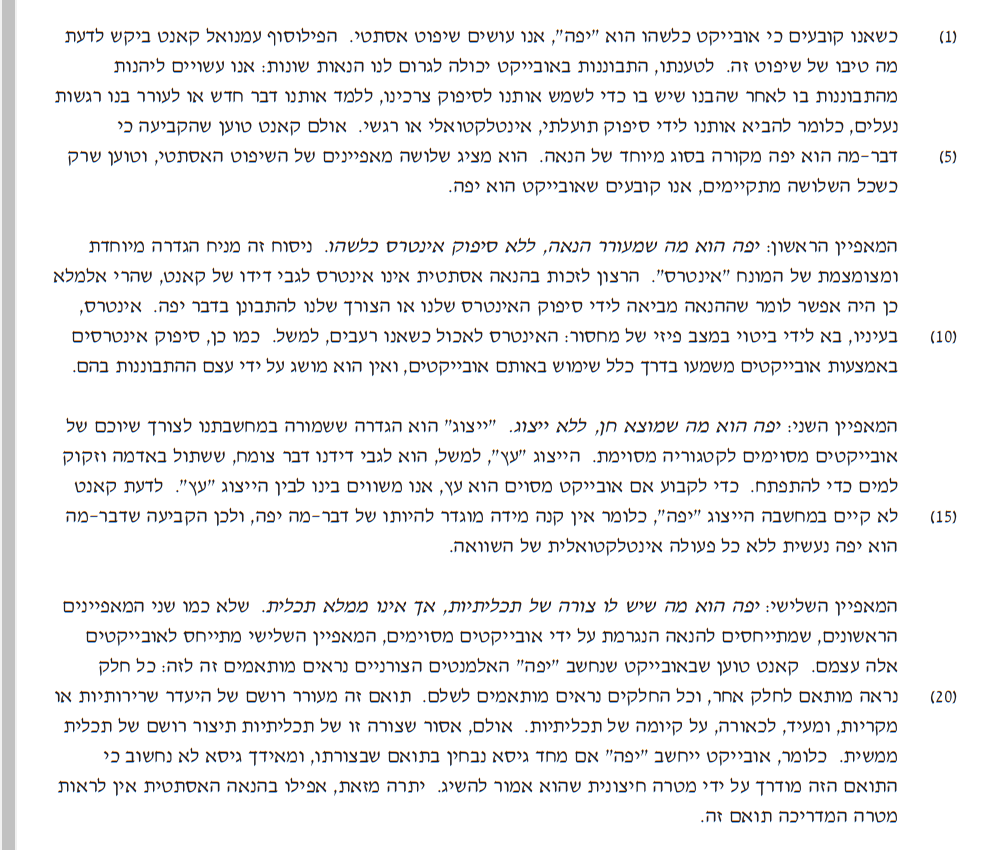 (1) כשאנו קובעים כי אובייקט כלשהו הוא "יפה", אנו עושים שיפוט אסתטי. הפילוסוף עמנואל קאנט ביקש לדעת
מה טיבו של שיפוט זה. לטענתו, התבוננות באובייקט יכולה לגרום לנו הנאות שונות: אנו עשויים ליהנות
מהתבוננות בו לאחר שהבנו שיש בו כדי לשמש אותנו לסיפוק צרכינו, ללמד אותנו דבר חדש או לעורר בנו רגשות
נעלים, כלומר להביא אותנו לידי סיפוק תועלתי, אינטלקטואלי או רגשי. אולם קאנט טוען שהקביעה כי
(5) דבר-מה הוא יפה מקורה בסוג מיוחד של הנאה. הוא מציג שלושה מאפיינים של השיפוט האסתטי, וטוען שרק
כשכל השלושה מתקיימים, אנו קובעים שאובייקט הוא יפה.
המאפיין הראשון: יפה הוא מה שמעורר הנאה, ללא סיפוק אינטרס כלשהו. ניסוח זה מניח הגדרה מיוחדת
ומצומצמת של המונח "אינטרס". הרצון לזכות בהנאה אסתטית אינו אינטרס לגבי דידו של קאנט, שהרי אלמלא
כן היה אפשר לומר שההנאה מביאה לידי סיפוק האינטרס שלנו או הצורך שלנו להתבונן בדבר יפה. אינטרס,
(10) בעיניו, בא לידי ביטוי במצב פיזי של מחסור: האינטרס לאכול כשאנו רעבים, למשל. כמו כן, סיפוק אינטרסים
באמצעות אובייקטים משמעו בדרך כלל שימוש באותם אובייקטים, ואין הוא מושג על ידי עצם ההתבוננות בהם.
המאפיין השני: יפה הוא מה שמוצא חן, ללא ייצוג. "ייצוג" הוא הגדרה ששמורה במחשבתנו לצורך שיוכם של
אובייקטים מסוימים לקטגוריה מסוימת. הייצוג "עץ", למשל, הוא לגבי דידנו דבר צומח, ששתול באדמה וזקוק
למים כדי להתפתח. כדי לקבוע אם אובייקט מסוים הוא עץ, אנו משווים בינו לבין הייצוג "עץ". לדעת קאנט
(15) לא קיים במחשבה הייצוג "יפה", כלומר אין קנה מידה מוגדר להיותו של דבר-מה יפה, ולכן הקביעה שדבר-מה
הוא יפה נעשית ללא כל פעולה אינטלקטואלית של השוואה.
המאפיין השלישי: יפה הוא מה שיש לו צורה של תכליתיות, אך אינו ממלא תכלית. שלא כמו שני המאפיינים
הראשונים, שמתייחסים להנאה הנגרמת על ידי אובייקטים מסוימים, המאפיין השלישי מתייחס לאובייקטים
אלה עצמם. קאנט טוען שבאובייקט שנחשב "יפה" האלמנטים הצורניים נראים מותאמים זה לזה: כל חלק
(20) נראה מותאם לחלק אחר, וכל החלקים נראים מותאמים לשלם. תואם זה מעורר רושם של היעדר שרירותיות או
מקריות, ומעיד, לכאורה, על קיומה של תכליתיות. אולם, אסור שצורה זו של תכליתיות תיצור רושם של תכלית
ממשית. כלומר, אובייקט ייחשב "יפה" אם מחד גיסא נבחין בתואם שבצורתו, ומאידך גיסא לא נחשוב כי
התואם הזה מודרך על ידי מטרה חיצונית שהוא אמור להשיג. יתרה מזאת, אפילו בהנאה האסתטית אין לראות
מטרה המדריכה תואם זה.